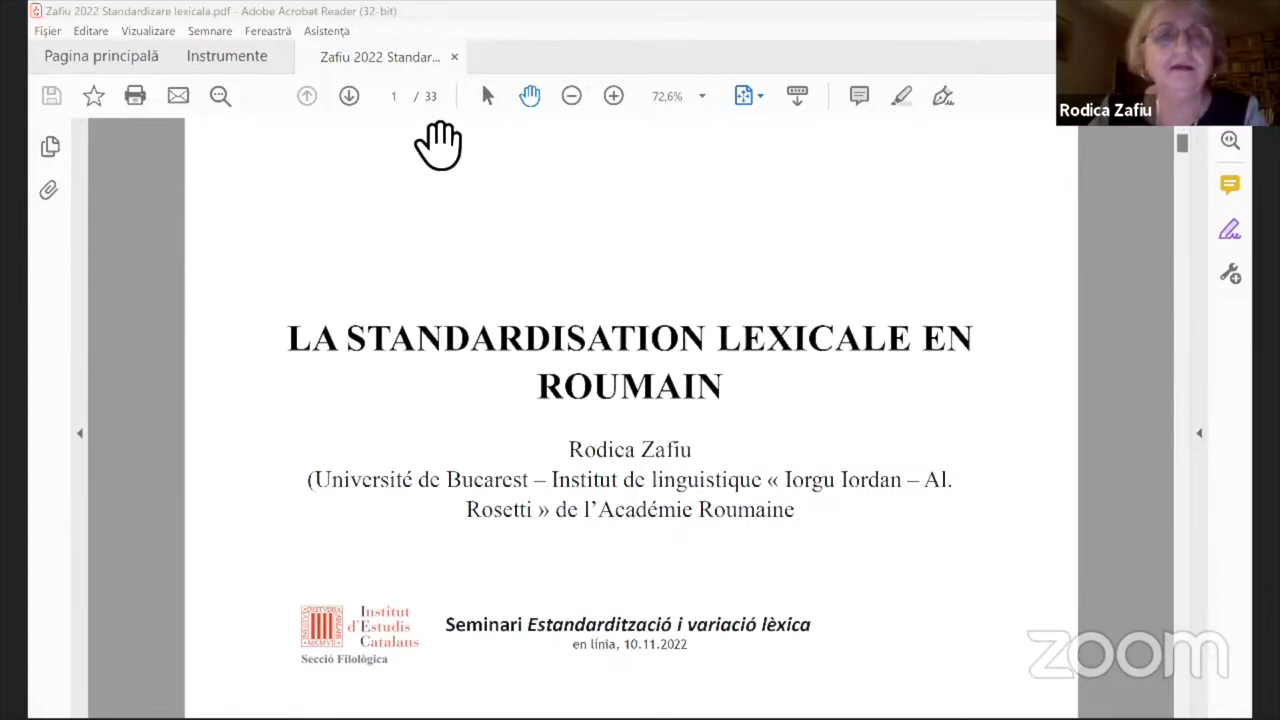 Zafiu 2022 Standardizare lexicala.pdf - Adobe Acrobat Reader (32-bit)
Fișier Editare Vizualizare Semnare Fereastră Asistență
Pagina principală Instrumente Zafiu 2022 Standar... ×
1 / 33 72,6%
Rodica Zafiu
LA STANDARDISATION LEXICALE EN
ROUMAIN
Rodica Zafiu
(Université de Bucarest – Institut de linguistique « Iorgu Iordan – Al.
Rosetti » de l’Académie Roumaine
Institut
d'Estudis
Catalans
Secció Filològica
Seminari Estandardització i variació lèxica
en línia, 10.11.2022
zoom